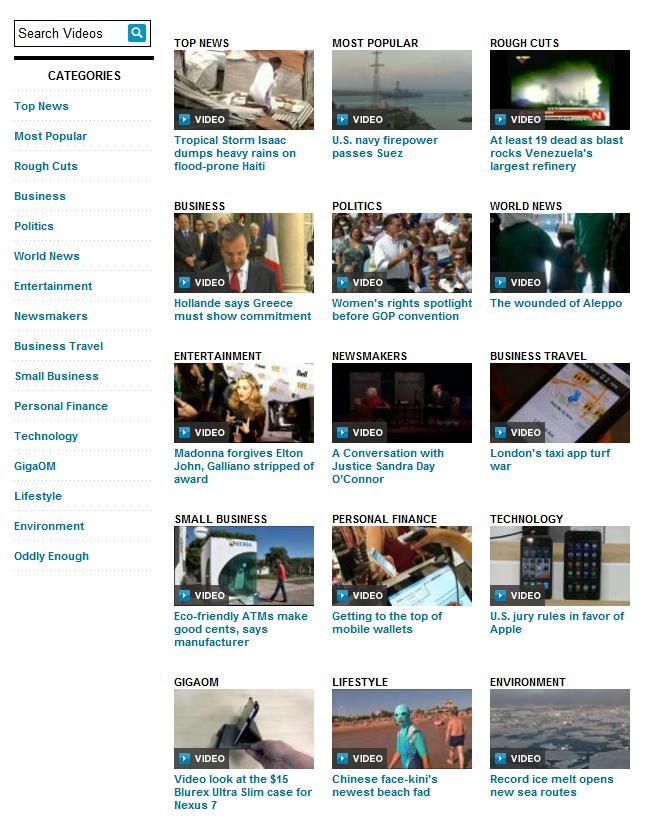 Search Videos
CATEGORIES
Top News
Most Popular
Rough Cuts
Business
Politics
World News
Entertainment
Newsmakers
Business Travel
Small Business
Personal Finance
Technology
GigaOM
Lifestyle
Environment
Oddly Enough
TOP NEWS
VIDEO
Tropical Storm Isaac
dumps heavy rains on
flood-prone Haiti
MOST POPULAR
VIDEO
U.S. navy firepower
passes Suez
ROUGH CUTS
VIDEO
At least 19 dead as blast
rocks Venezuela's
largest refinery
BUSINESS
VIDEO
Hollande says Greece
must show commitment
POLITICS
VIDEO
Women's rights spotlight
before GOP convention
WORLD NEWS
VIDEO
The wounded of Aleppo
ENTERTAINMENT
VIDEO
Madonna forgives Elton
John, Galliano stripped of
award
NEWSMAKERS
VIDEO
A Conversation with
Justice Sandra Day
O'Connor
BUSINESS TRAVEL
VIDEO
London's taxi app turf
war
SMALL BUSINESS
VIDEO
Eco-friendly ATMs make
good cents, says
manufacturer
PERSONAL FINANCE
VIDEO
Getting to the top of
mobile wallets
TECHNOLOGY
VIDEO
U.S. jury rules in favor of
Apple
GIGAOM
VIDEO
Video look at the $15
Blurex Ultra Slim case for
Nexus 7
LIFESTYLE
VIDEO
Chinese face-kini's
newest beach fad
ENVIRONMENT
VIDEO
Record ice melt opens
new sea routes